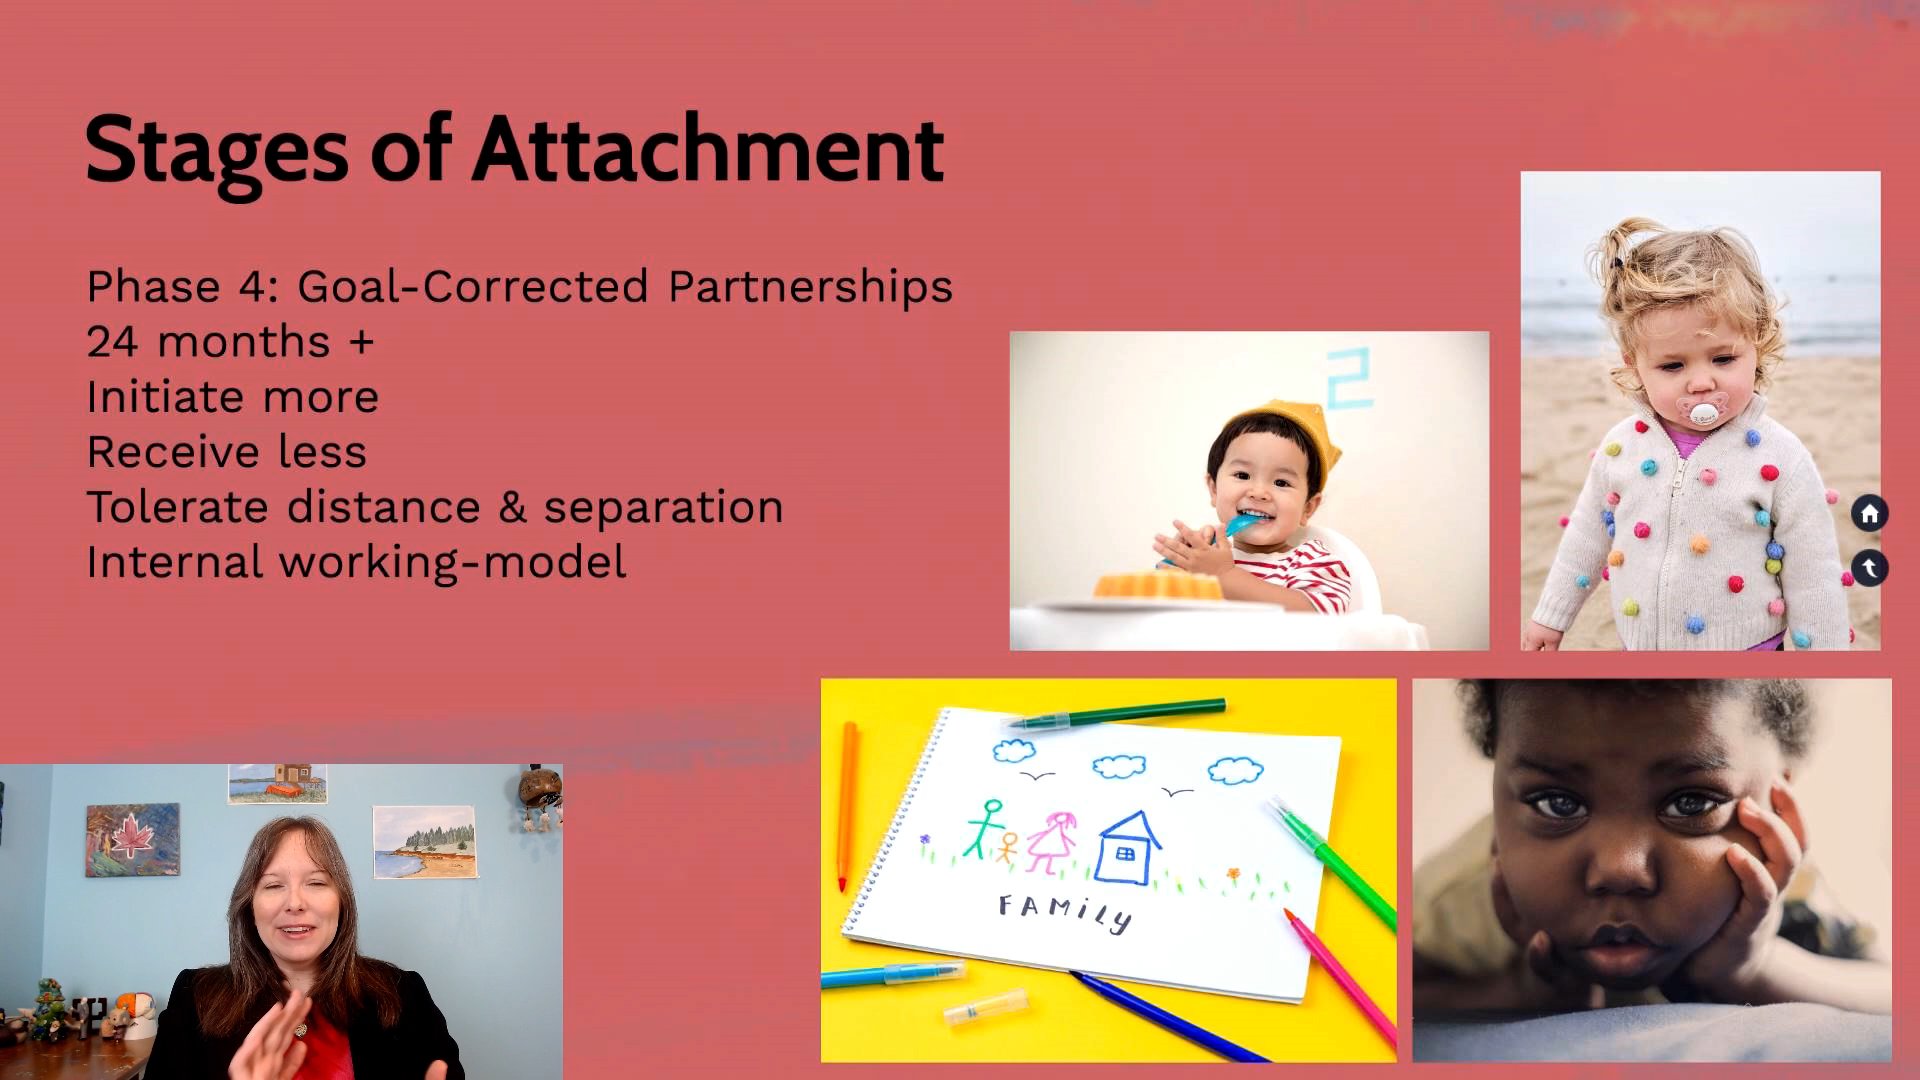 Stages of Attachment
Phase 4: Goal-Corrected Partnerships
24 months +
Initiate more
Receive less
Tolerate distance & separation
Internal working-model
2
FAMiLY